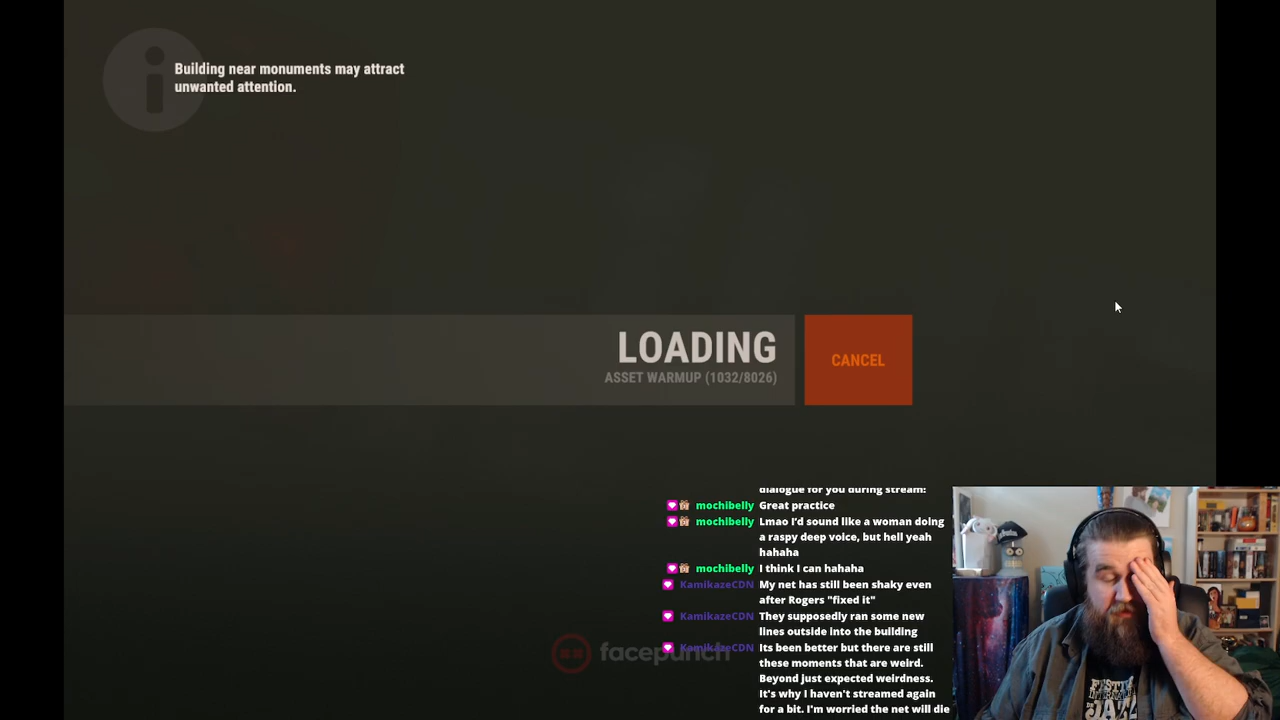 Building near monuments may attract
unwanted attention.
LOADING
ASSET WARMUP (1032/8026)
CANCEL
dialogue for you during stream:
mochibelly Great practice
mochibelly Lmao I'd sound like a woman doing
a raspy deep voice, but hell yeah
hahaha
mochibelly I think I can hahaha
KamikazeCDN My net has still been shaky even
after Rogers "fixed it"
KamikazeCDN They supposedly ran some new
lines outside into the building
KamikazeCDN Its been better but there are still
these moments that are weird.
Beyond just expected weirdness.
It's why I haven't streamed again
for a bit. I'm worried the net will die
facepunch
JAZZ